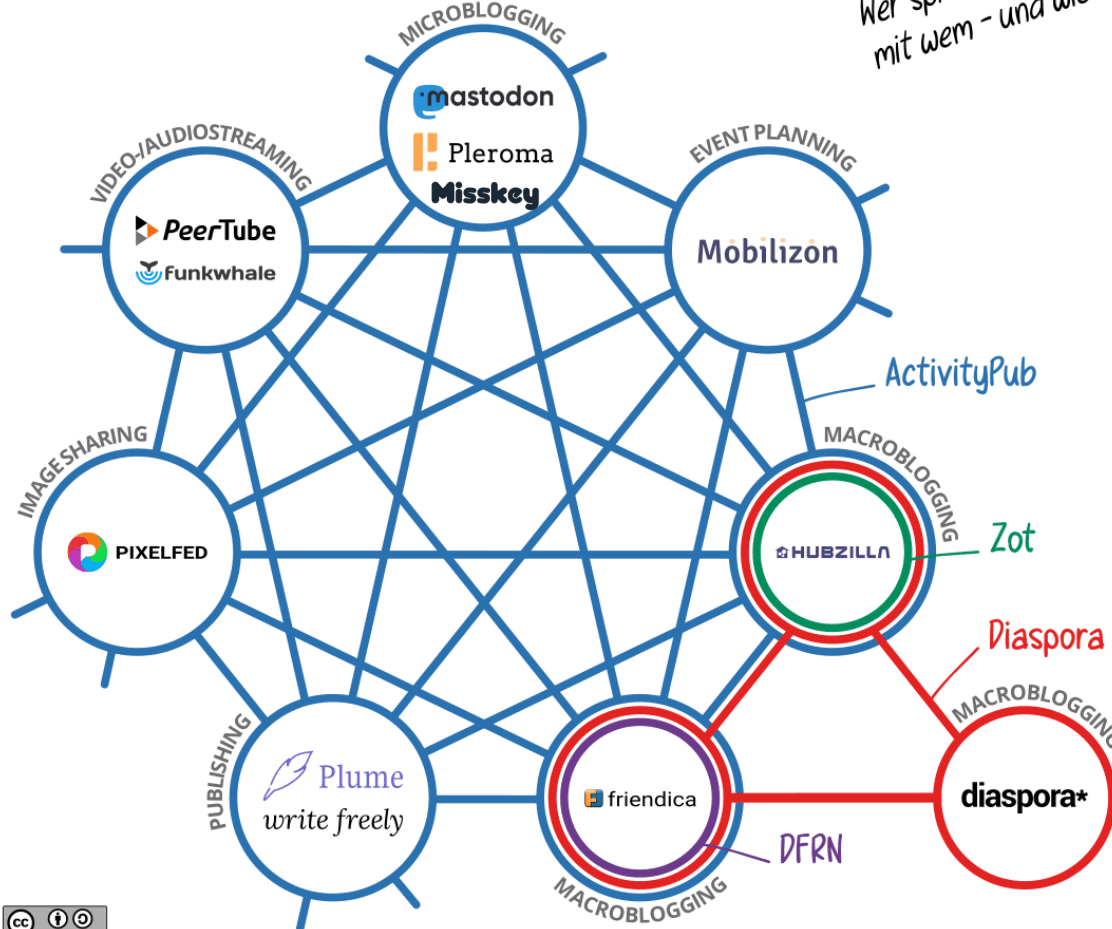 Wer
mit wem - und wie
MICROBLOGGING
mastodon
Pleroma
Misskey
VIDEO-/AUDIOSTREAMING
PeerTube
funkwhale
EVENT PLANNING
Mobilizon
ActivityPub
IMAGE SHARING
PIXELFED
MACROBLOGGING
HUBZILLA
Zot
Diaspora
MACROBLOGGING
diaspora*
PUBLISHING
Plume
write freely
friendica
DFRN
MACROBLOGGING
cc